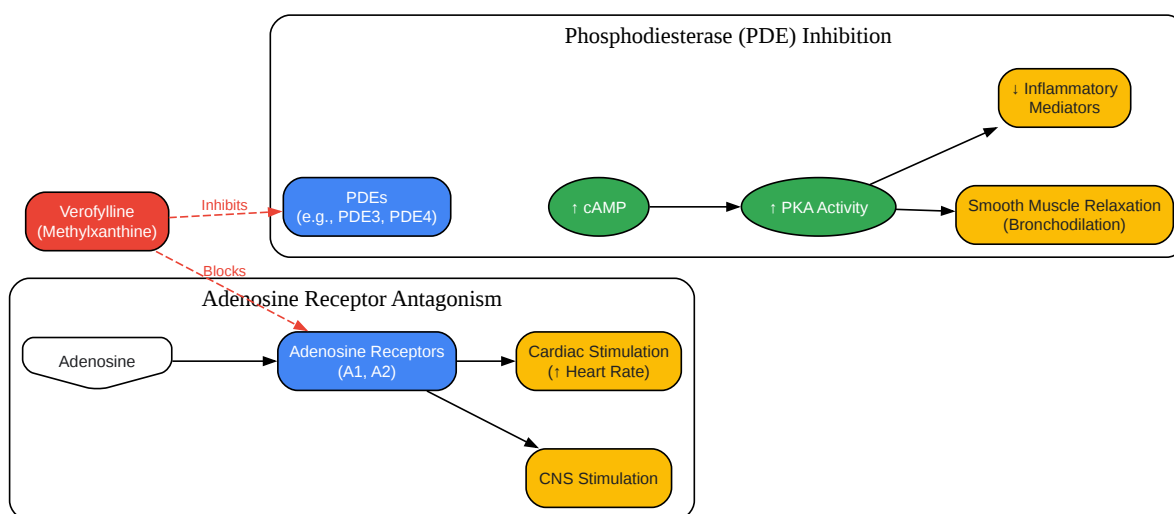 Phosphodiesterase (PDE) Inhibition
↓ Inflammatory
Mediators
Verofylline
(Methylxanthine)
Inhibits
PDEs
(e.g., PDE3, PDE4)
↑ cAMP
↑ PKA Activity
Smooth Muscle Relaxation
(Bronchodilation)
Blocks
Adenosine Receptor Antagonism
Adenosine
Adenosine Receptors
(A1, A2)
Cardiac Stimulation
(↑ Heart Rate)
CNS Stimulation